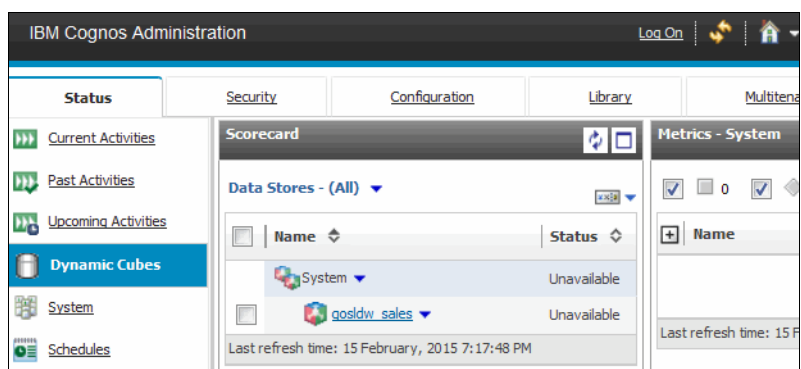 IBM Cognos Administration
Log On
Status
Security
Configuration
Library
Multitena
Current Activities
Past Activities
Upcoming Activities
Dynamic Cubes
System
Schedules
Scorecard
Data Stores - (All)
Name
Status
System
Unavailable
gosldw_sales
Unavailable
Last refresh time: 15 February, 2015 7:17:48 PM
Metrics - System
0
Name
Last refresh time: 15 F